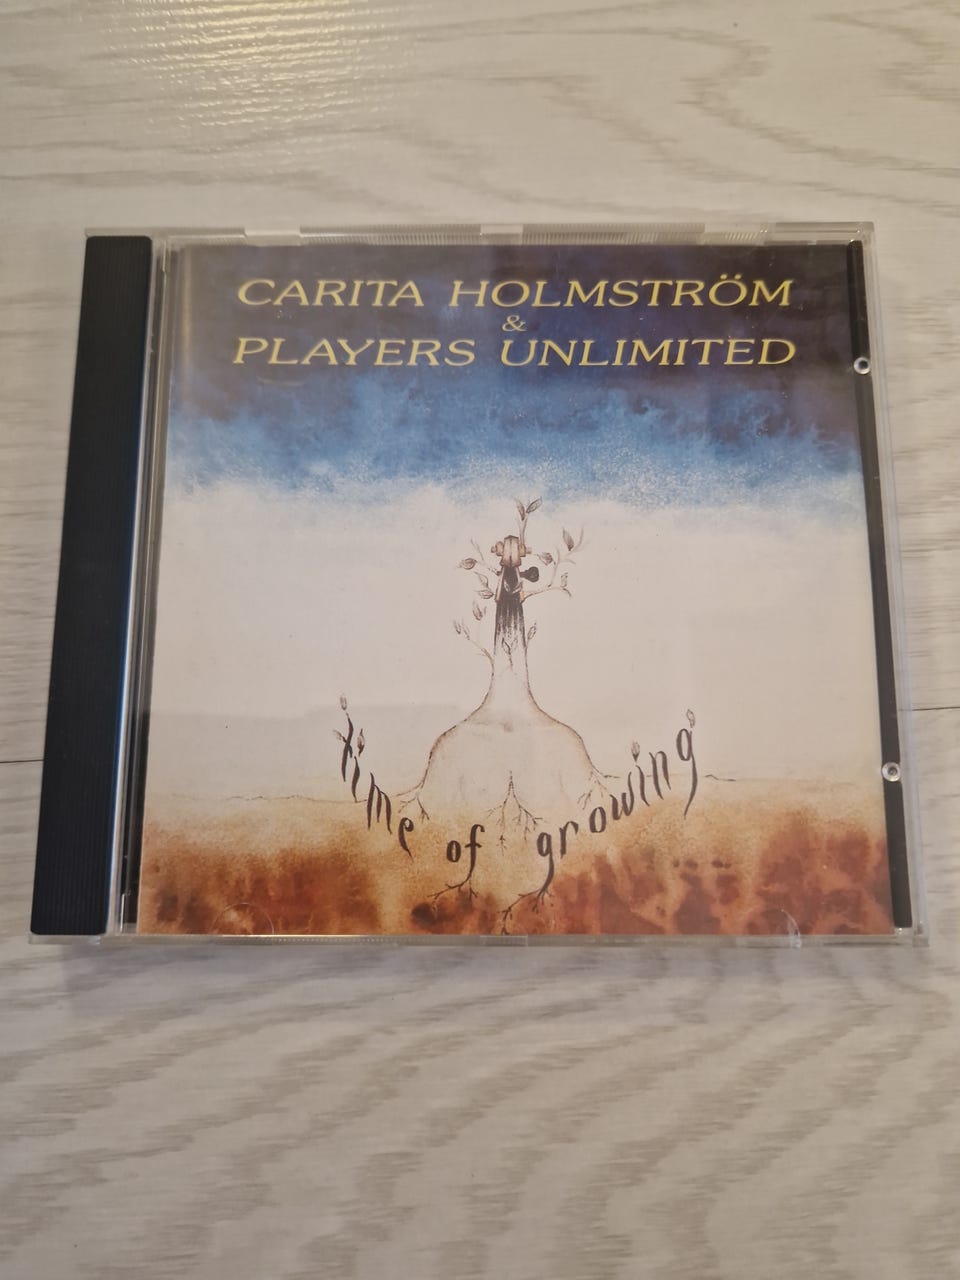 CARITA HOLMSTRÖM
&
PLAYERS UNLIMITED
time of growing